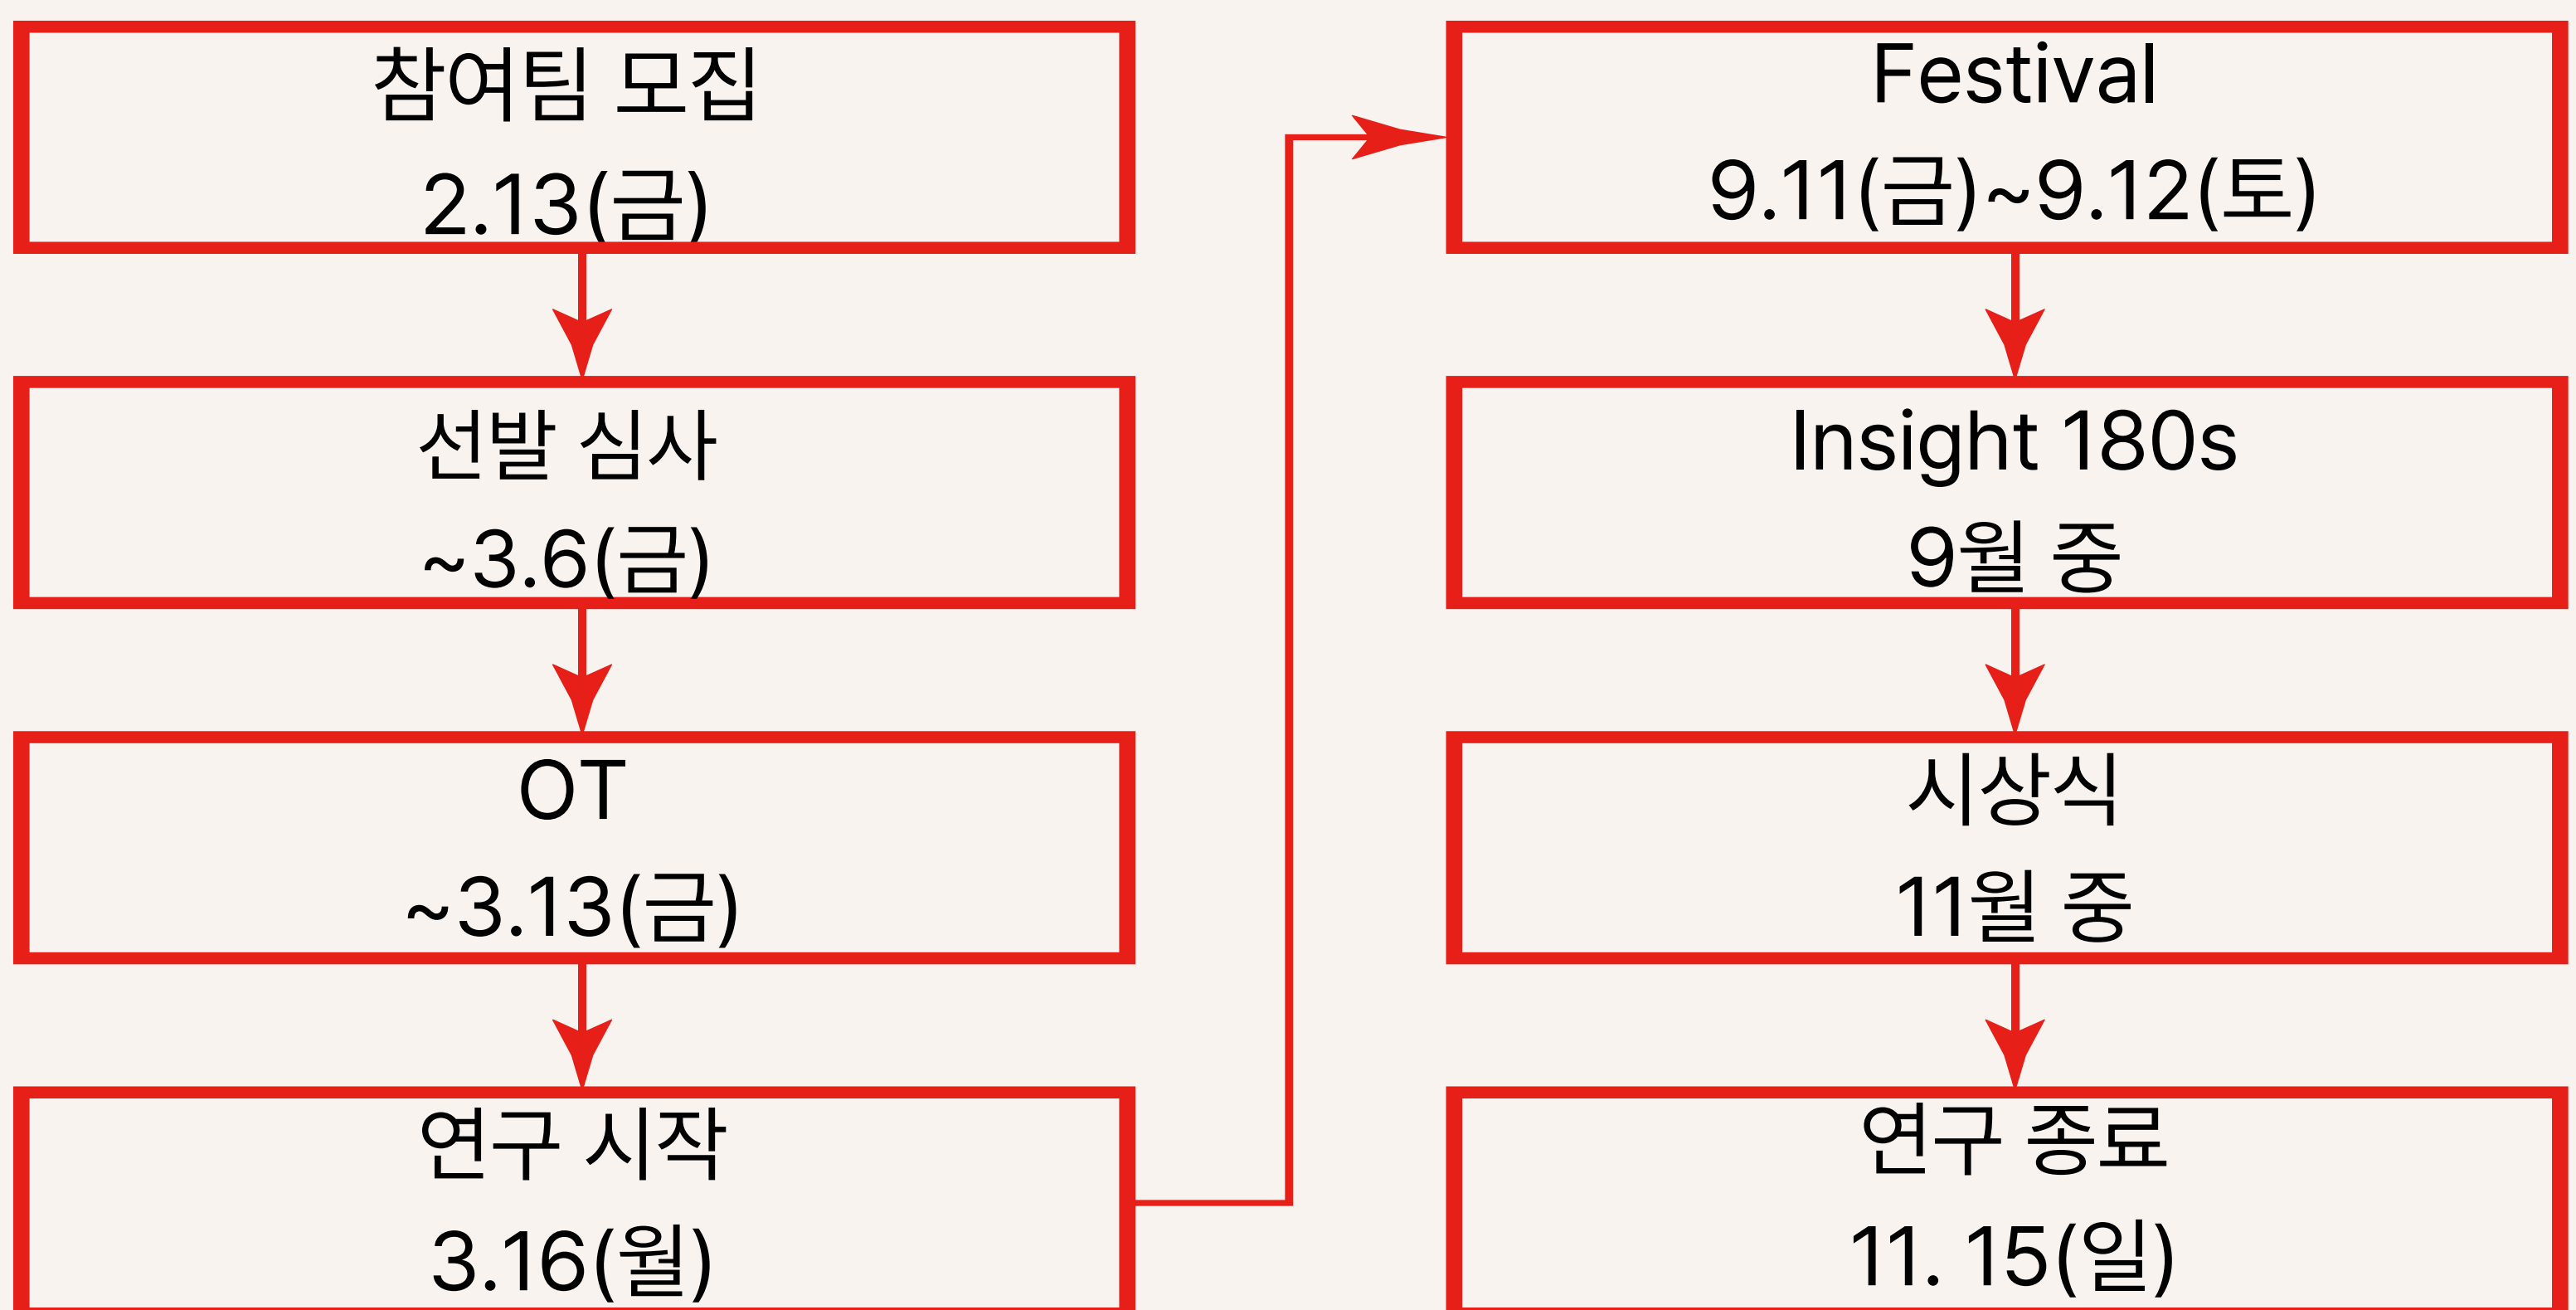 참여팀 모집
2.13(금)
선발 심사
~3.6(금)
OT
~3.13(금)
연구 시작
3.16(월)
Festival
9.11(금)~9.12(토)
Insight 180s
9월 중
시상식
11월 중
연구 종료
11. 15(일)